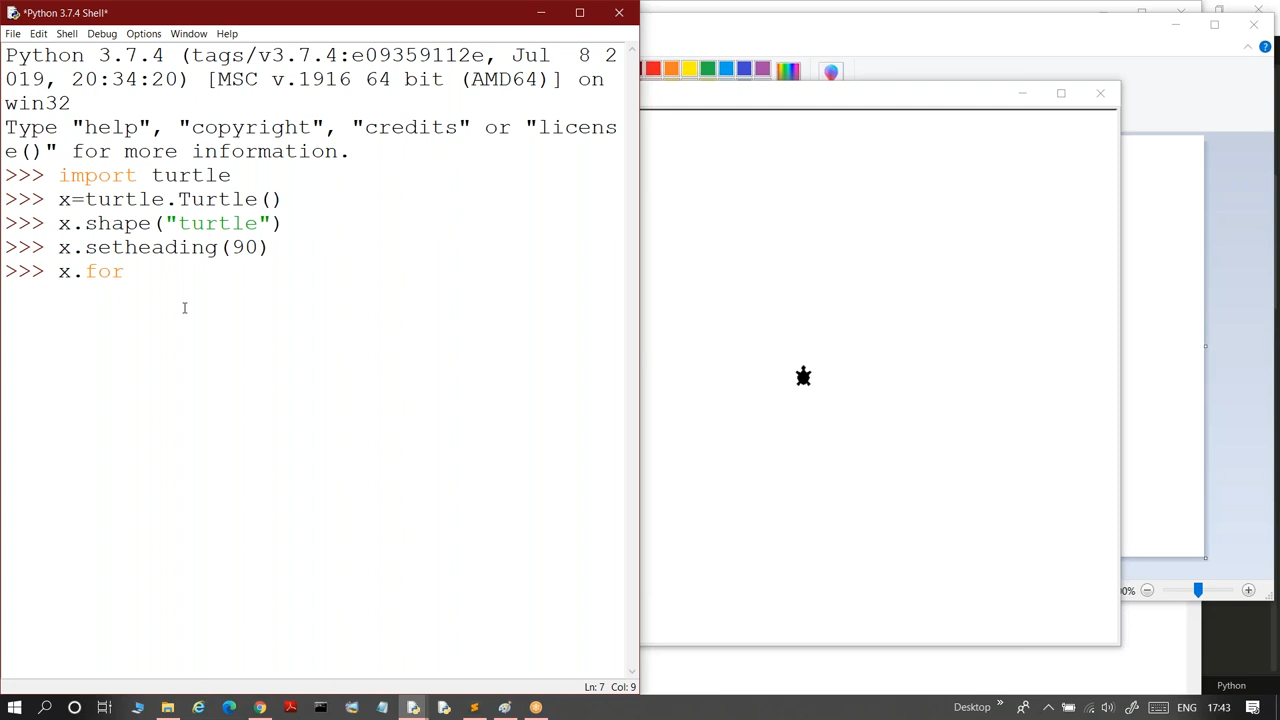 *Python 3.7.4 Shell*
File Edit Shell Debug Options Window Help
Python 3.7.4 (tags/v3.7.4:e09359112e, Jul  8 2
019, 20:34:20) [MSC v.1916 64 bit (AMD64)] on
win32
Type "help", "copyright", "credits" or "licens
e()" for more information.
>>> import turtle
>>> x=turtle.Turtle()
>>> x.shape("turtle")
>>> x.setheading(90)
>>> x.for
Ln: 7 Col: 9
0%
Python
Desktop
ENG
17:43